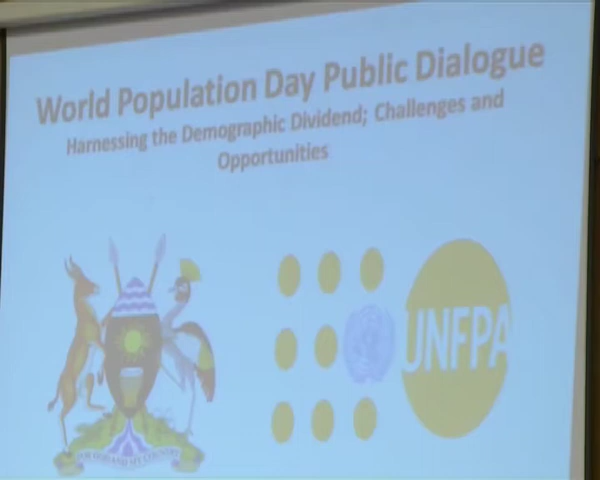 World Population Day Public Dialogue
Harnessing the Demographic Dividend; Challenges and
Opportunities
UNFPA